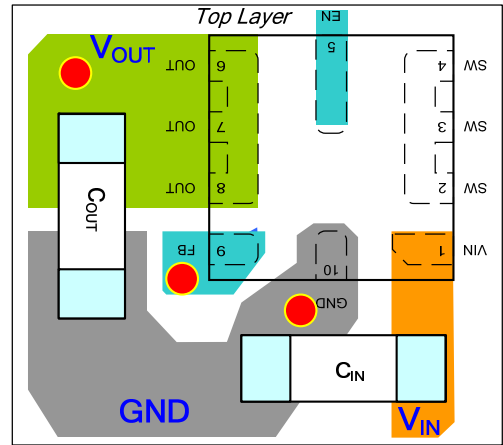 Top Layer
EN
5
VOUT
OUT
6
4
SW
OUT
7
3
SW
OUT
8
2
SW
COUT
FB
9
1
VIN
10
GND
CIN
GND
VIN